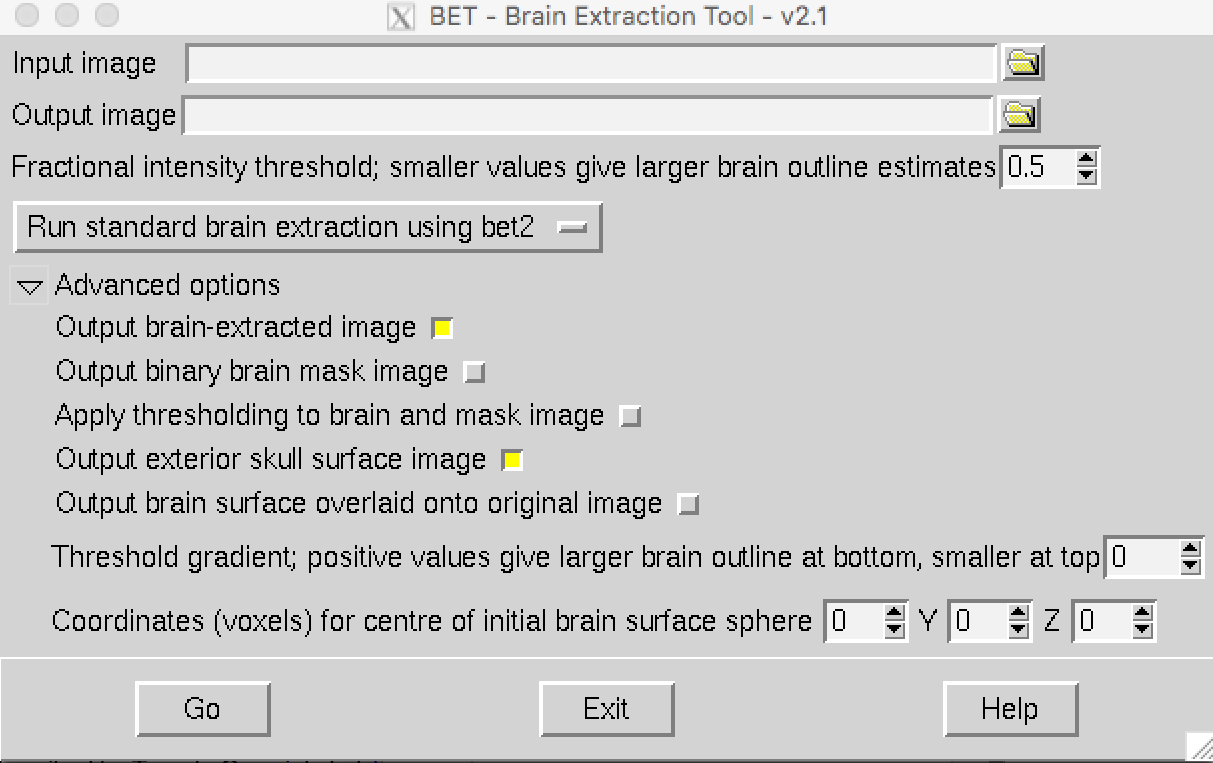 BET - Brain Extraction Tool - v2.1
Input image
Output image
Fractional intensity threshold; smaller values give larger brain outline estimates 0.5
Run standard brain extraction using bet2
Advanced options
Output brain-extracted image
Output binary brain mask image
Apply thresholding to brain and mask image
Output exterior skull surface image
Output brain surface overlaid onto original image
Threshold gradient; positive values give larger brain outline at bottom, smaller at top 0
Coordinates (voxels) for centre of initial brain surface sphere 0 Y 0 Z 0
Go Exit Help